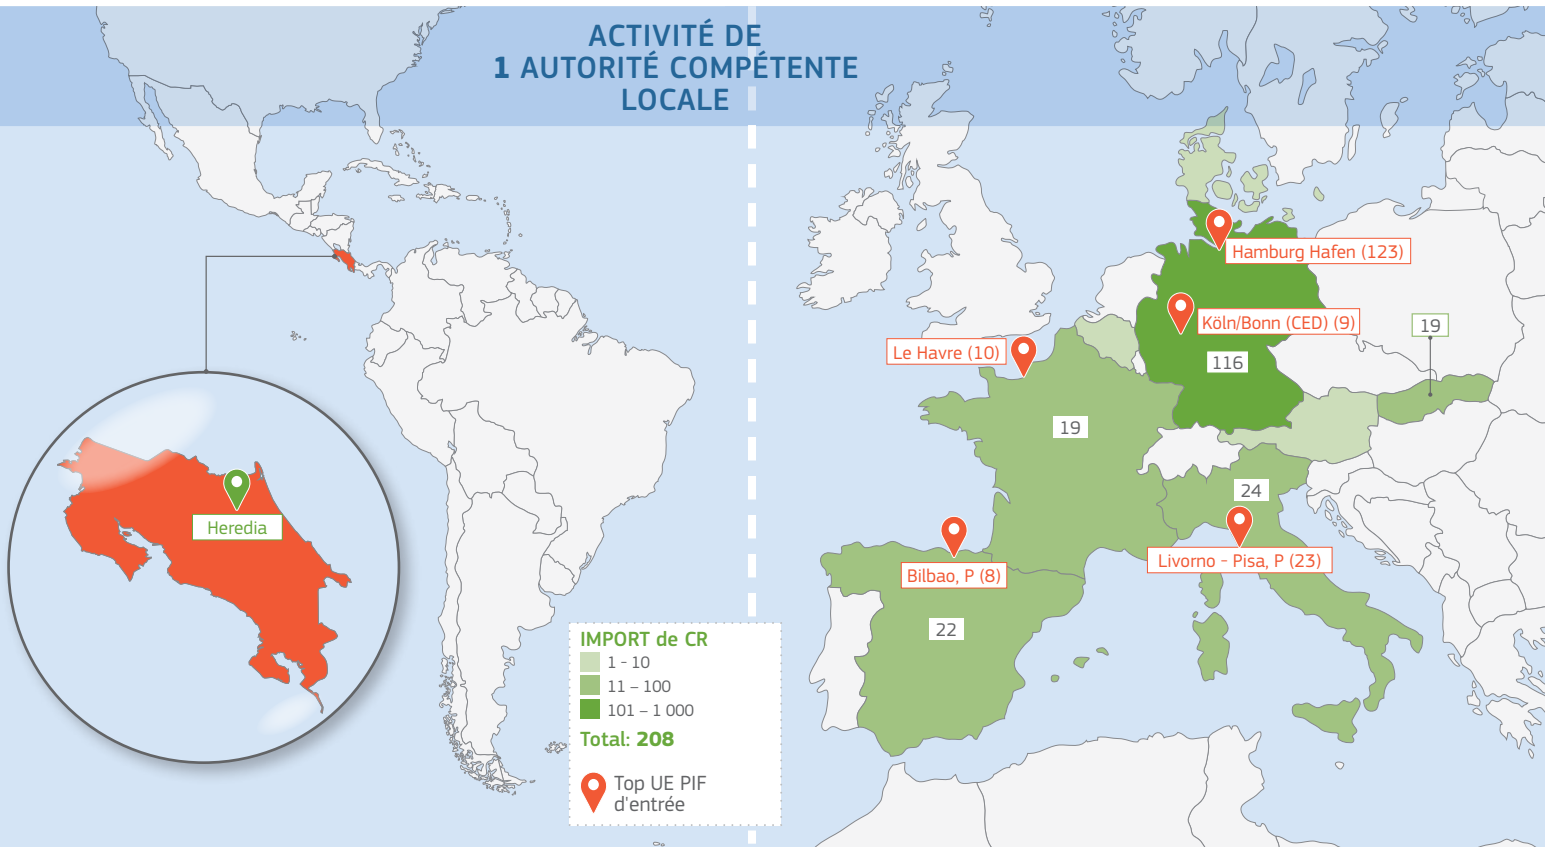 ACTIVITÉ DE
1 AUTORITÉ COMPÉTENTE
LOCALE
Heredia
IMPORT de CR
1 - 10
11 – 100
101 – 1 000
Total: 208
Top UE PIF
d'entrée
Hamburg Hafen (123)
Köln/Bonn (CED) (9)
19
Le Havre (10)
116
19
24
Livorno - Pisa, P (23)
Bilbao, P (8)
22